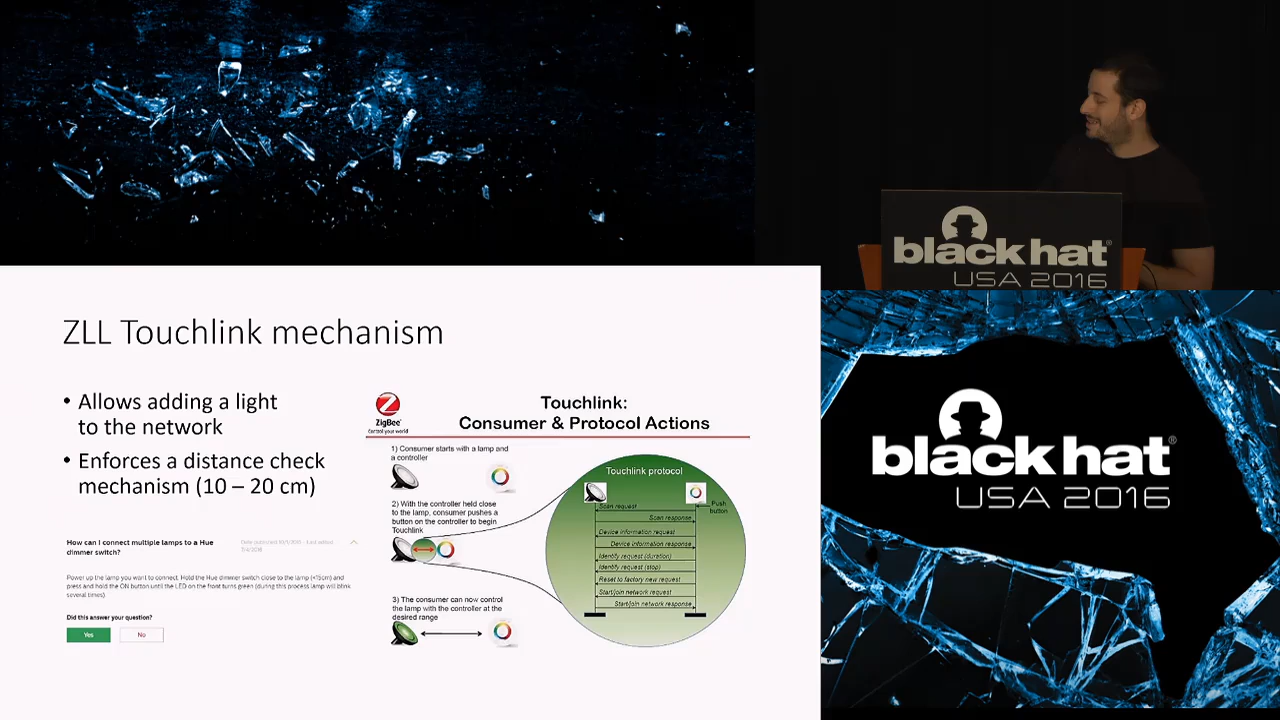 black hat®
USA 2016
ZLL Touchlink mechanism
• Allows adding a light
to the network
• Enforces a distance check
mechanism (10 – 20 cm)
How can I connect multiple lamps to a Hue
dimmer switch?
Power up the lamp you want to connect. Hold the Hue dimmer switch close to the lamp (<15cm) and
press and hold the ON button until the LED on the front turns green (during this process lamp will blink
several times)
Did this answer your question?
Yes
No
ZigBee®
Control your world
Touchlink:
Consumer & Protocol Actions
1) Consumer starts with a lamp and
a controller
2) With the controller held close
to the lamp, consumer pushes a
button on the controller to begin
Touchlink
3) The consumer can now control
the lamp with the controller at the
desired range
Touchlink protocol
Push
button
Scan request
Scan response
Device information request
Device information response
Identify request (duration)
Identify request (stop)
Reset to factory new request
Start/join network request
Start/join network response
black hat®
USA 2016